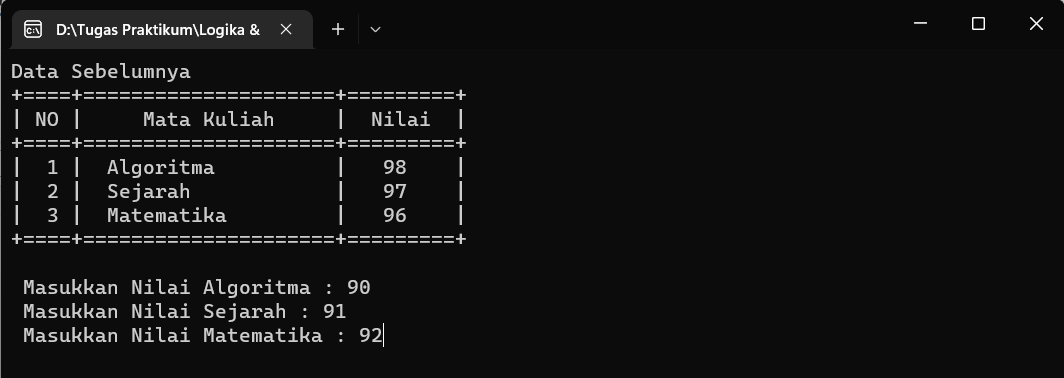 D:\Tugas Praktikum\Logika &
Data Sebelumnya
+====+=====================+=========+
| NO |     Mata Kuliah     |  Nilai  |
+====+=====================+=========+
|  1 |  Algoritma          |   98    |
|  2 |  Sejarah            |   97    |
|  3 |  Matematika         |   96    |
+====+=====================+=========+
Masukkan Nilai Algoritma : 90
Masukkan Nilai Sejarah : 91
Masukkan Nilai Matematika : 92